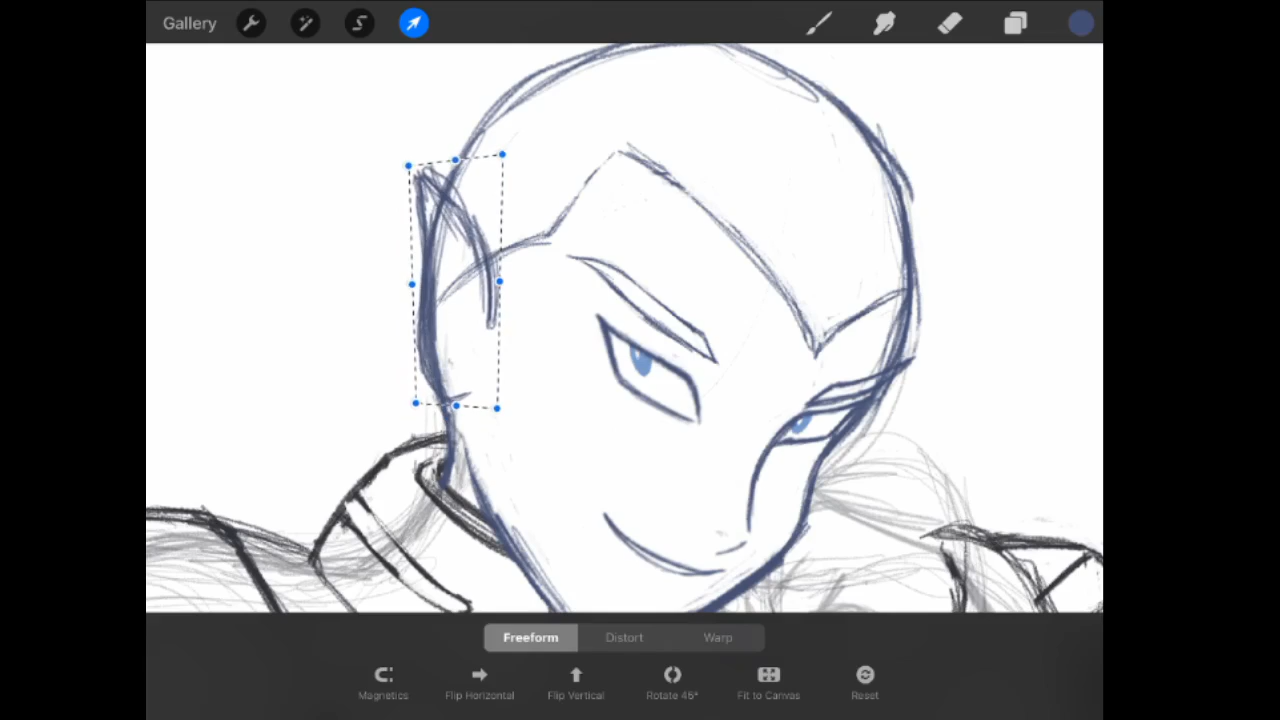 Gallery
Freeform Distort Warp
Magnetics Flip Horizontal Flip Vertical Rotate 45° Fit to Canvas Reset